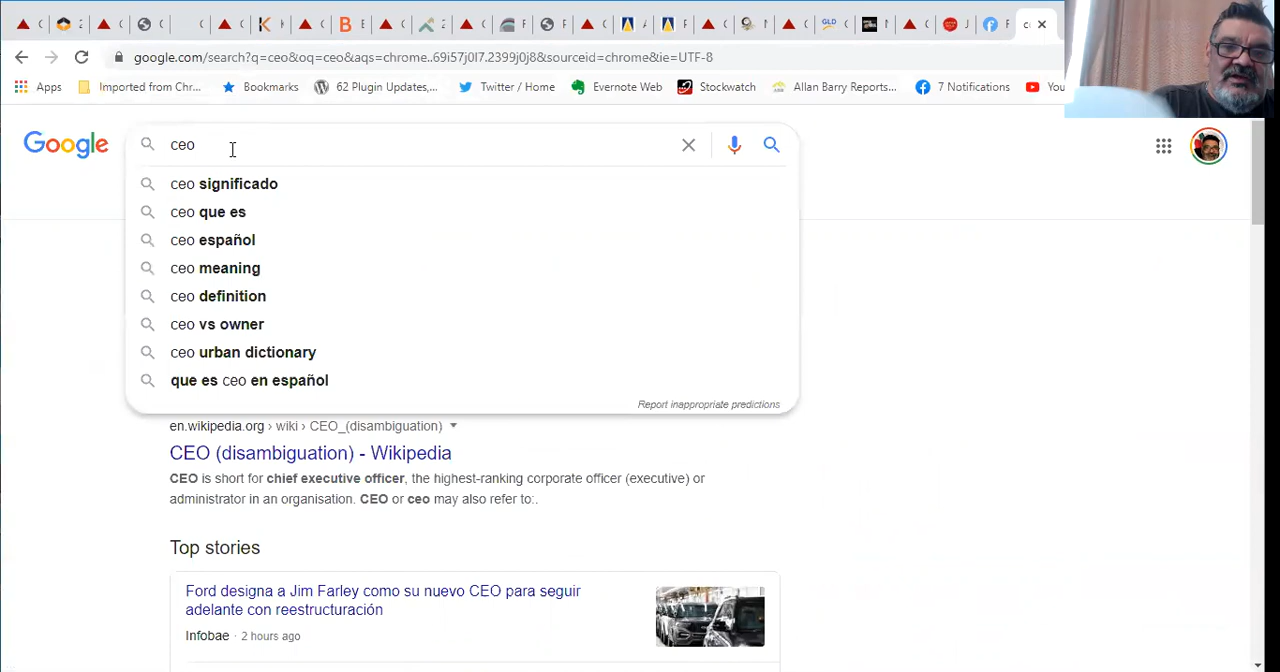 google.com/search?q=ceo&oq=ceo&aqs=chrome..69i57j0l7.2399j0j8&sourceid=chrome&ie=UTF-8
Apps Imported from Chr... Bookmarks 62 Plugin Updates,... Twitter / Home Evernote Web Stockwatch Allan Barry Reports... 7 Notifications You
Google ceo
ceo significado
ceo que es
ceo español
ceo meaning
ceo definition
ceo vs owner
ceo urban dictionary
que es ceo en español
Report inappropriate predictions
en.wikipedia.org › wiki › CEO_(disambiguation)
CEO (disambiguation) - Wikipedia
CEO is short for chief executive officer, the highest-ranking corporate officer (executive) or
administrator in an organisation. CEO or ceo may also refer to:.
Top stories
Ford designa a Jim Farley como su nuevo CEO para seguir
adelante con reestructuración
Infobae · 2 hours ago